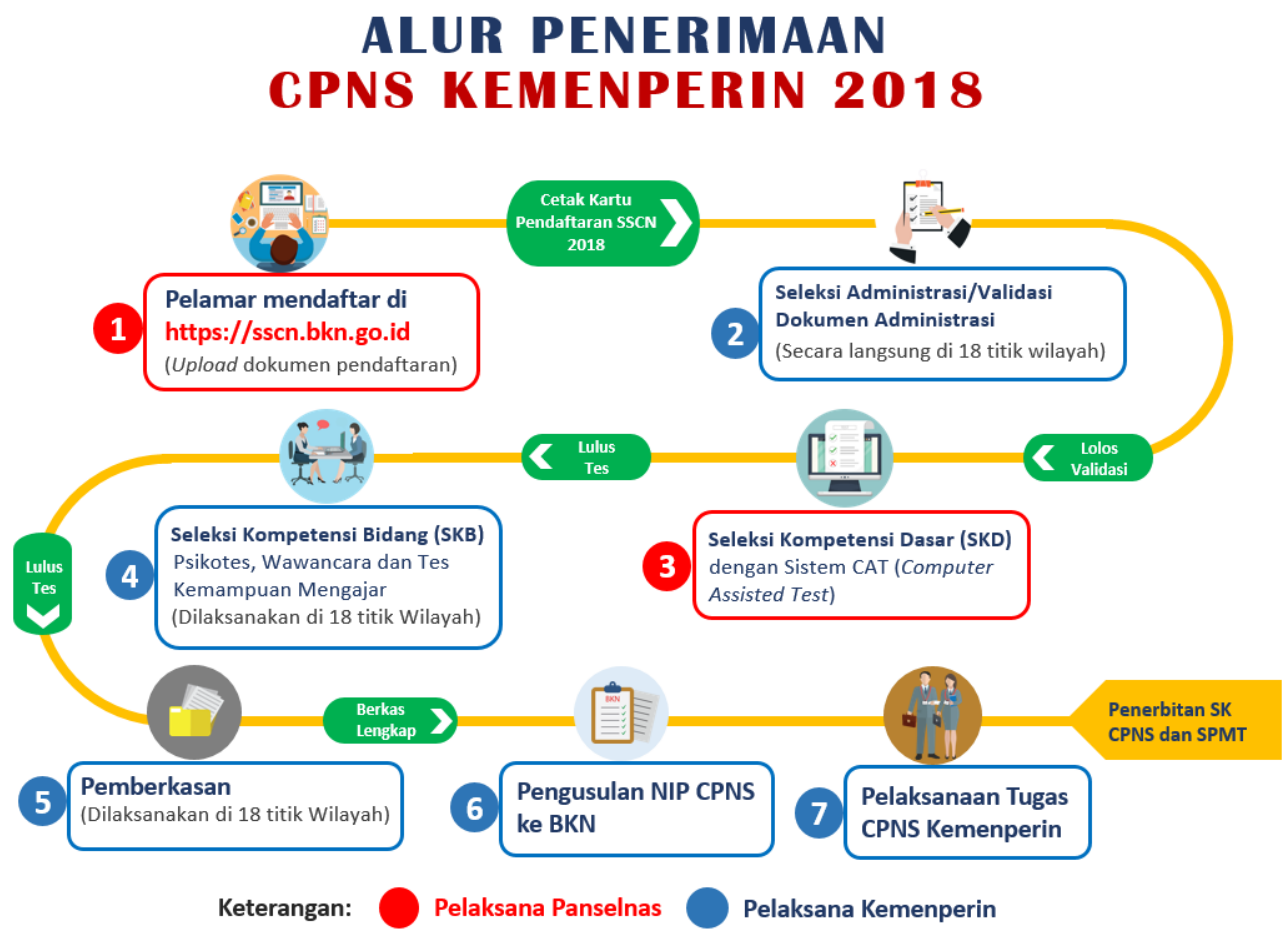 ALUR PENERIMAAN
CPNS KEMENPERIN 2018
Cetak Kartu
Pendaftaran SSCN
2018
1
Pelamar mendaftar di
https://sscn.bkn.go.id
(Upload dokumen pendaftaran)
2
Seleksi Administrasi/Validasi
Dokumen Administrasi
(Secara langsung di 18 titik wilayah)
Lolos
Validasi
3
Seleksi Kompetensi Dasar (SKD)
dengan Sistem CAT (Computer
Assisted Test)
Lulus
Tes
4
Seleksi Kompetensi Bidang (SKB)
Psikotes, Wawancara dan Tes
Kemampuan Mengajar
(Dilaksanakan di 18 titik Wilayah)
Lulus
Tes
5
Pemberkasan
(Dilaksanakan di 18 titik Wilayah)
Berkas
Lengkap
BKN
6
Pengusulan NIP CPNS
ke BKN
7
Pelaksanaan Tugas
CPNS Kemenperin
Penerbitan SK
CPNS dan SPMT
Keterangan:
Pelaksana Panselnas
Pelaksana Kemenperin